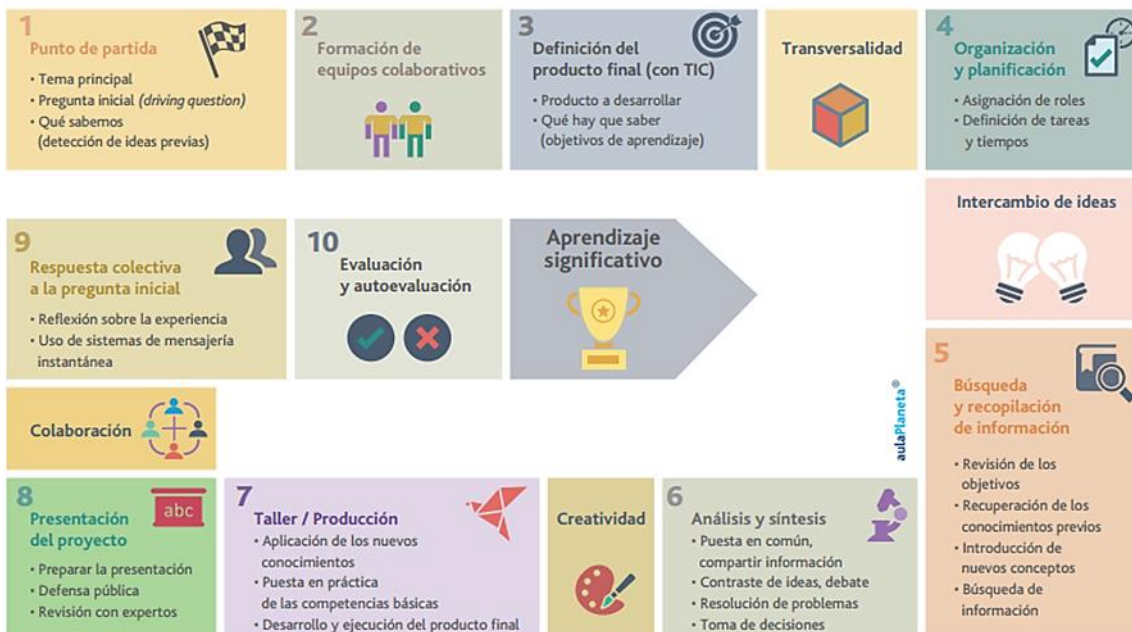 1
Punto de partida
• Tema principal
• Pregunta inicial (driving question)
• Qué sabemos
(detección de ideas previas)
2
Formación de
equipos colaborativos
3
Definición del
producto final (con TIC)
• Producto a desarrollar
• Qué hay que saber
(objetivos de aprendizaje)
Transversalidad
4
Organización
y planificación
• Asignación de roles
• Definición de tareas
y tiempos
Intercambio de ideas
5
Búsqueda
y recopilación
de información
• Revisión de los
objetivos
• Recuperación de los
conocimientos previos
• Introducción de
nuevos conceptos
• Búsqueda de
información
6
Análisis y síntesis
• Puesta en común,
compartir información
• Contraste de ideas, debate
• Resolución de problemas
• Toma de decisiones
Creatividad
7
Taller / Producción
• Aplicación de los nuevos
conocimientos
• Puesta en práctica
de las competencias básicas
• Desarrollo y ejecución del producto final
8
abc
Presentación
del proyecto
• Preparar la presentación
• Defensa pública
• Revisión con expertos
Colaboración
9
Respuesta colectiva
a la pregunta inicial
• Reflexión sobre la experiencia
• Uso de sistemas de mensajería
instantánea
10
Evaluación
y autoevaluación
Aprendizaje
significativo
aulaPlaneta®